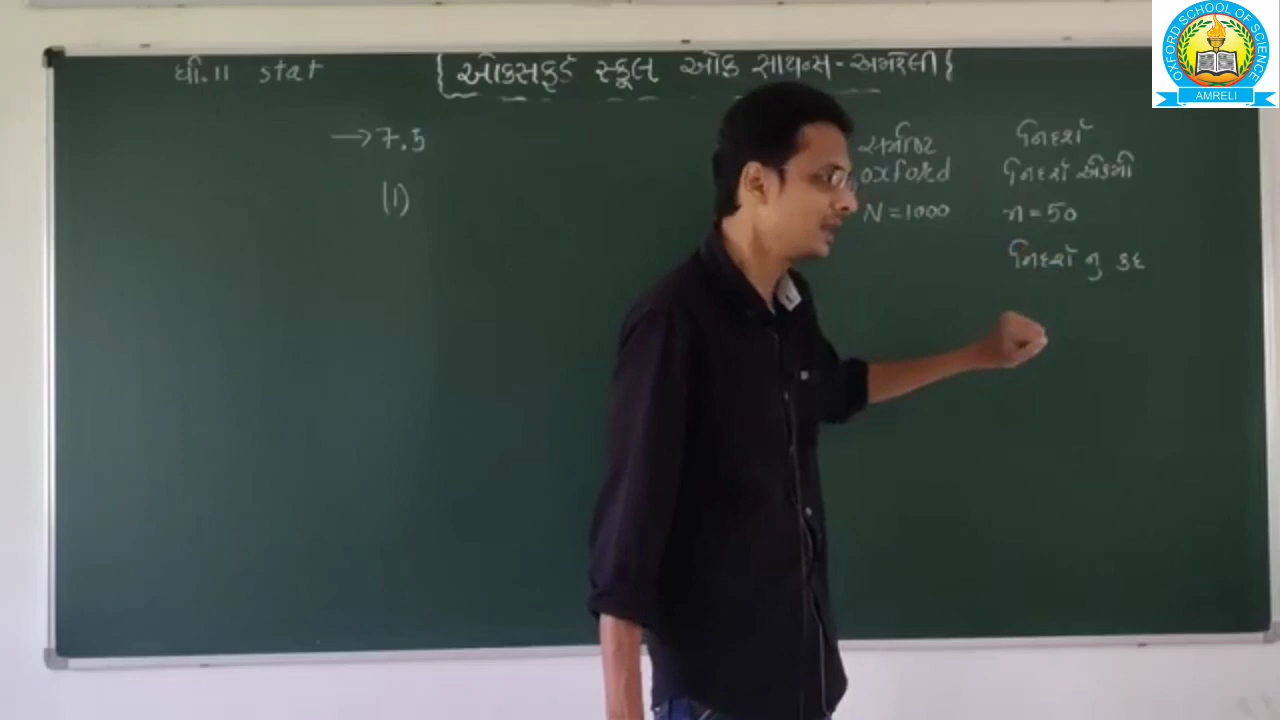 ધો.11 stat
{ઓક્સફર્ડ સ્કૂલ ઓફ સાયન્સ - અમરેલી}
→ 7.5
(1)
સમષ્ટિ
oxford
N = 1000
નિદર્શ
નિદર્શ એકમો
n = 50
નિદર્શ નુ કદ
OXFORD SCHOOL OF SCIENCE
AMRELI